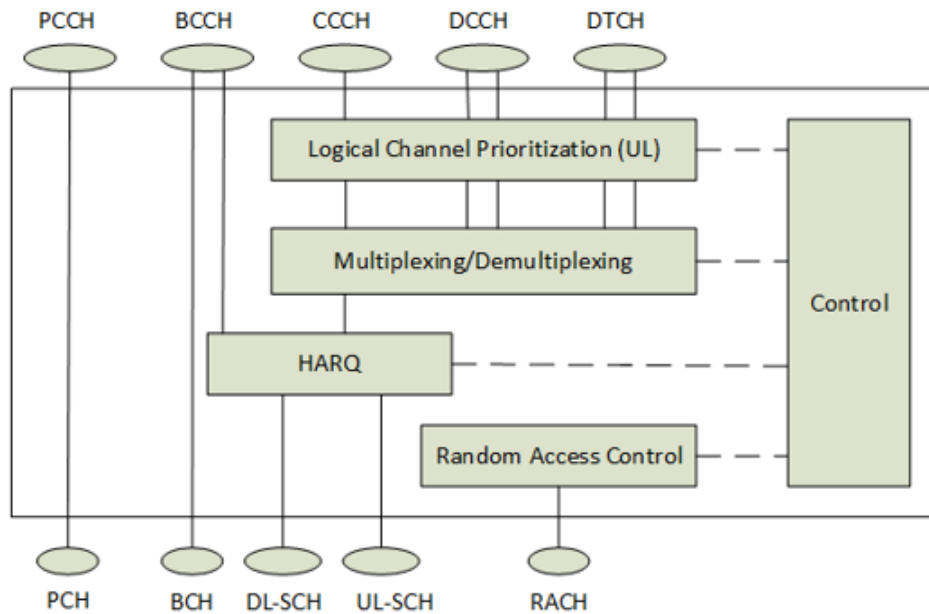 PCCH BCCH CCCH DCCH DTCH
Logical Channel Prioritization (UL)
Multiplexing/Demultiplexing
Control
HARQ
Random Access Control
PCH BCH DL-SCH UL-SCH RACH